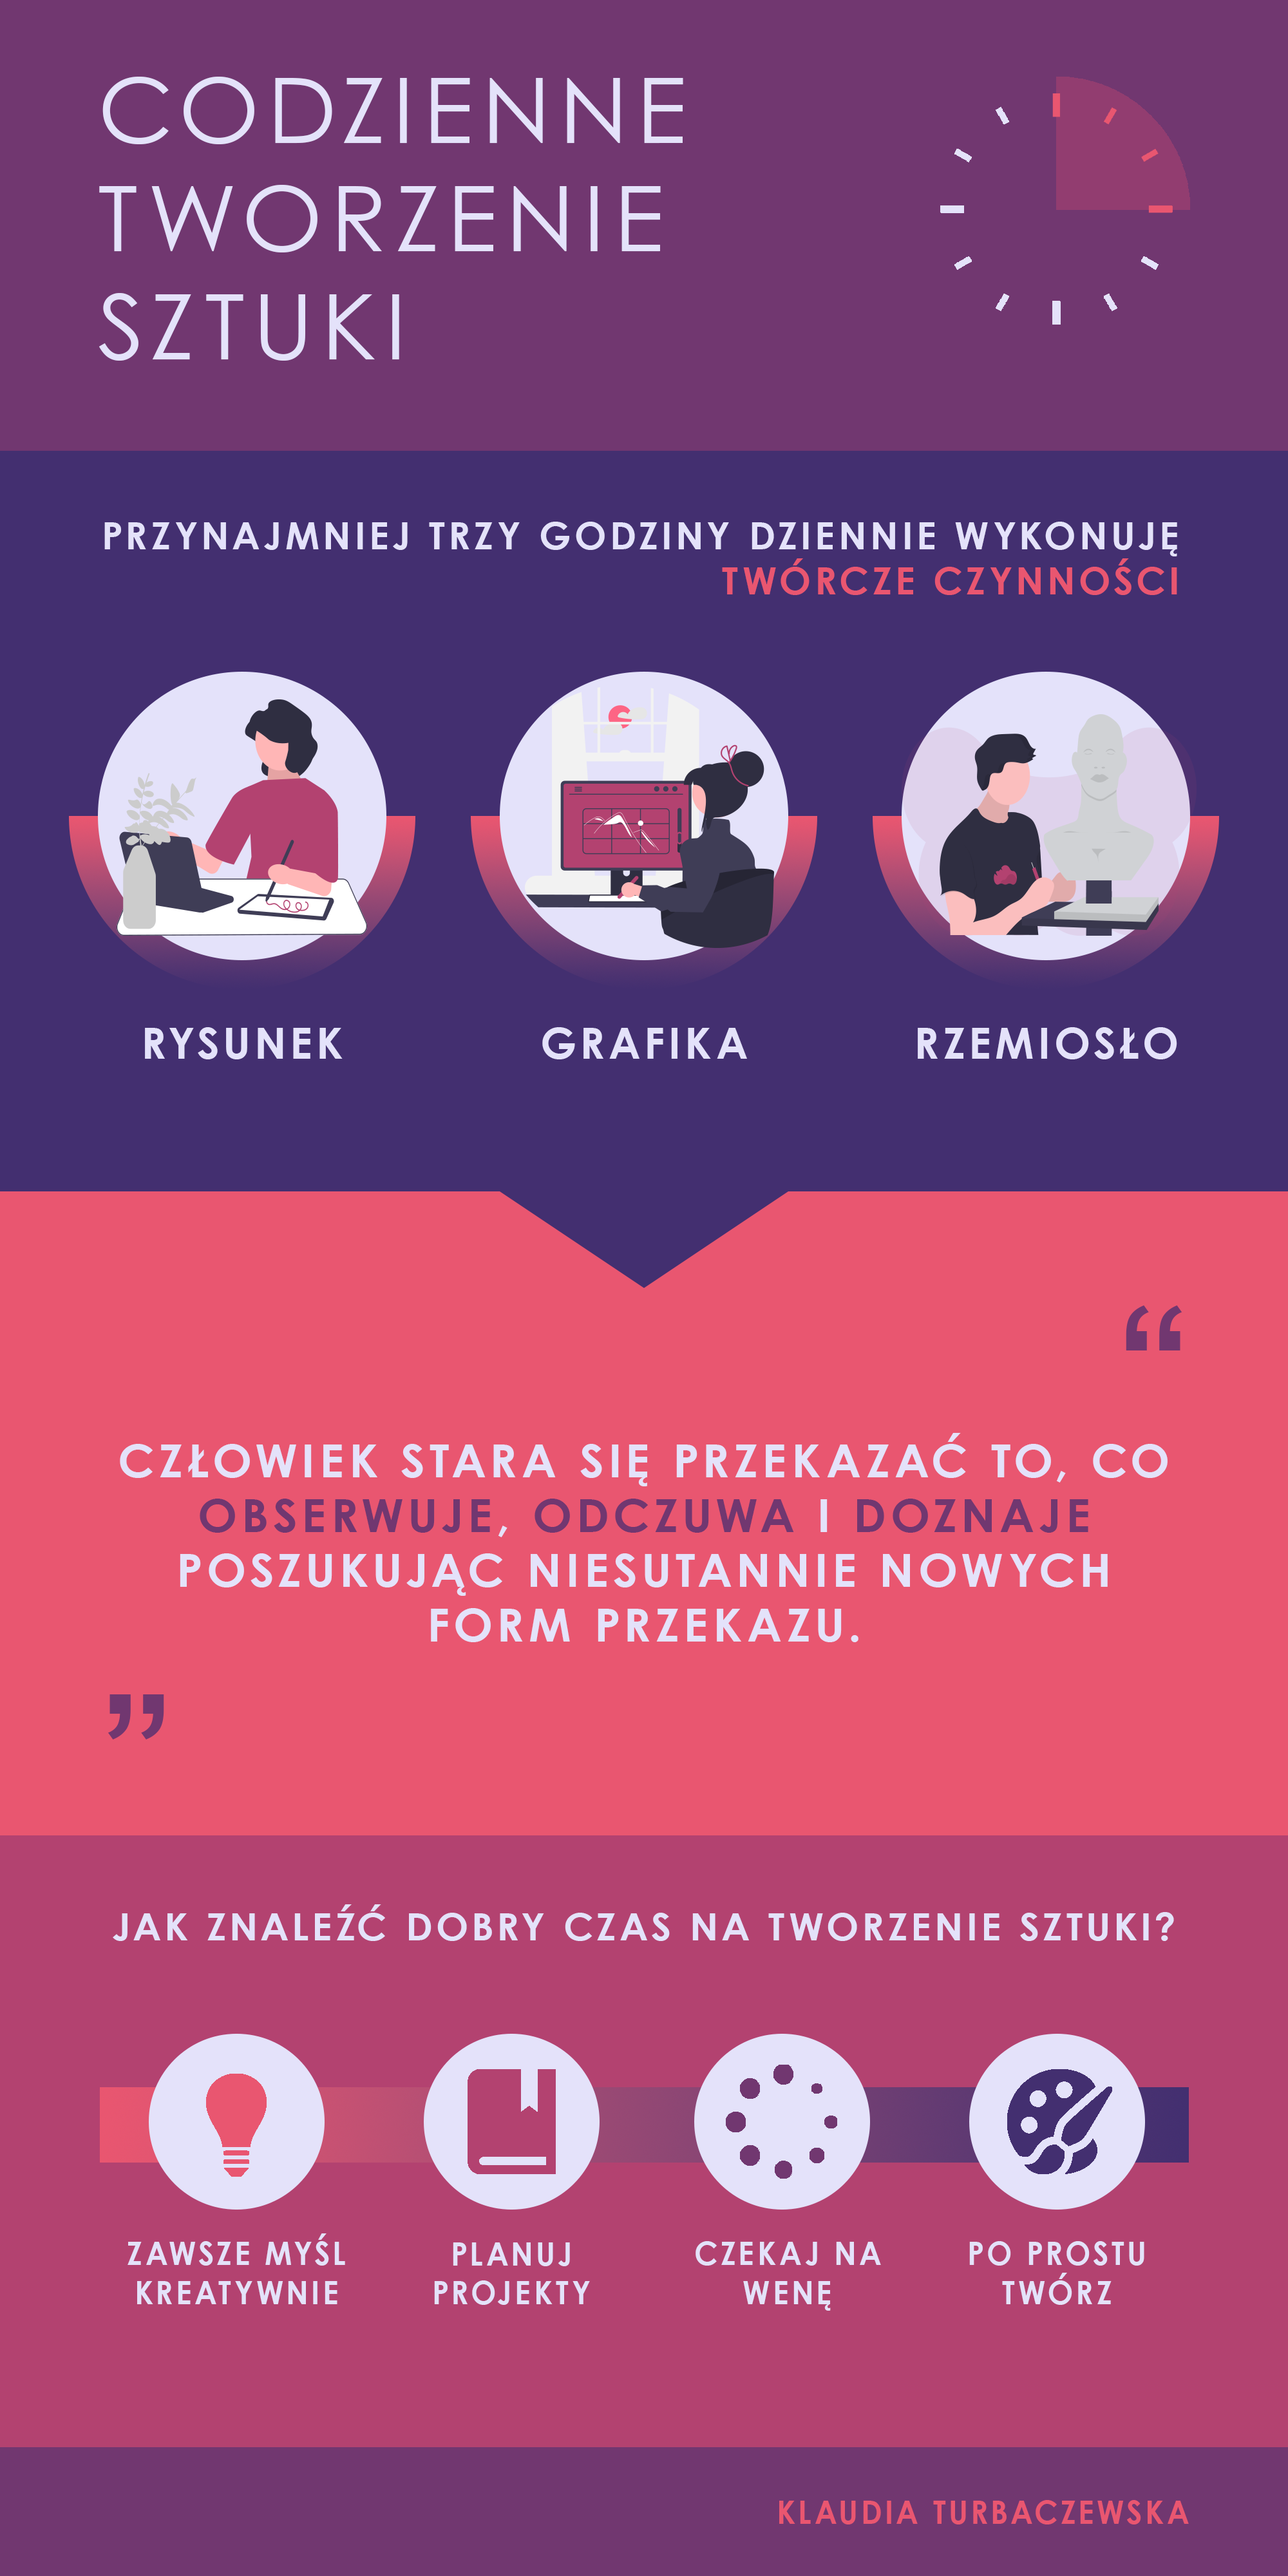 CODZIENNE
TWORZENIE
SZTUKI
PRZYNAJMNIEJ TRZY GODZINY DZIENNIE WYKONUJĘ
TWÓRCZE CZYNNOŚCI
RYSUNEK
GRAFIKA
RZEMIOSŁO
“
CZŁOWIEK STARA SIĘ PRZEKAZAĆ TO, CO
OBSERWUJE, ODCZUWA I DOZNAJE
POSZUKUJĄC NIESUTANNIE NOWYCH
FORM PRZEKAZU.
”
JAK ZNALEŹĆ DOBRY CZAS NA TWORZENIE SZTUKI?
ZAWSZE MYŚL
KREATYWNIE
PLANUJ
PROJEKTY
CZEKAJ NA
WENĘ
PO PROSTU
TWÓRZ
KLAUDIA TURBACZEWSKA